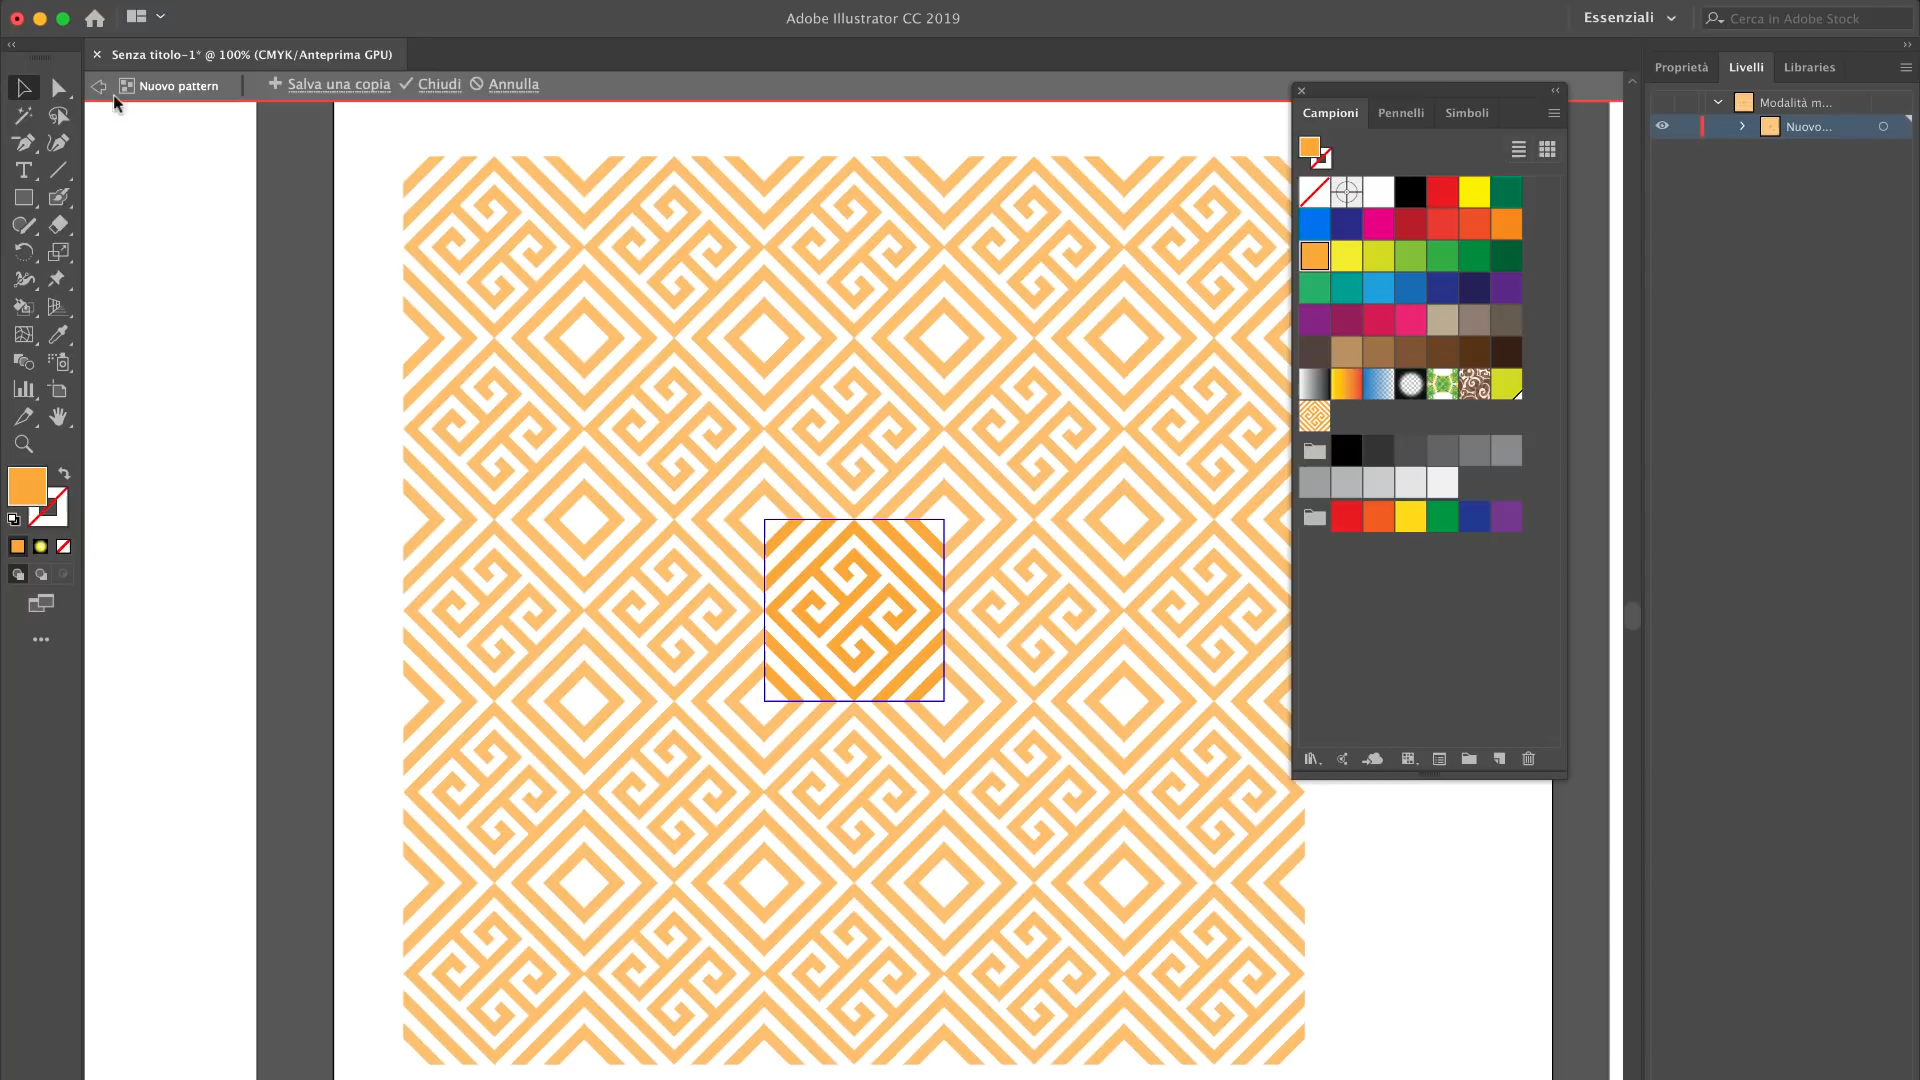 Adobe Illustrator CC 2019
Essenziali
Cerca in Adobe Stock
Senza titolo-1* @ 100% (CMYK/Anteprima GPU)
Nuovo pattern
Salva una copia
Chiudi
Annulla
Campioni
Pennelli
Simboli
Proprietà
Livelli
Libraries
Modalità m...
Nuovo...